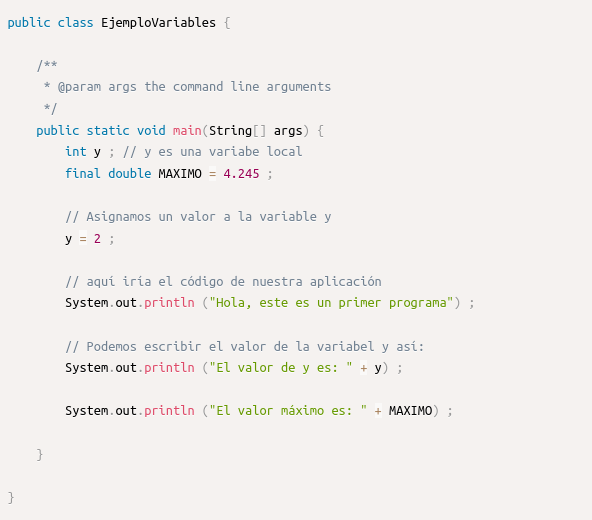 public class EjemploVariables {
/**
* @param args the command line arguments
*/
public static void main(String[] args) {
int y ; // y es una variabe local
final double MAXIMO = 4.245 ;
// Asignamos un valor a la variable y
y = 2 ;
// aquí iría el código de nuestra aplicación
System.out.println ("Hola, este es un primer programa") ;
// Podemos escribir el valor de la variabel y así:
System.out.println ("El valor de y es: " + y) ;
System.out.println ("El valor máximo es: " + MAXIMO) ;
}
}